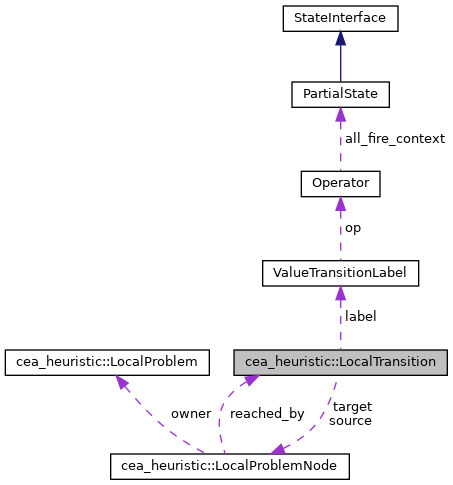 StateInterface
PartialState
all_fire_context
Operator
op
ValueTransitionLabel
label
cea_heuristic::LocalProblem
cea_heuristic::LocalTransition
owner
reached_by
target
source
cea_heuristic::LocalProblemNode